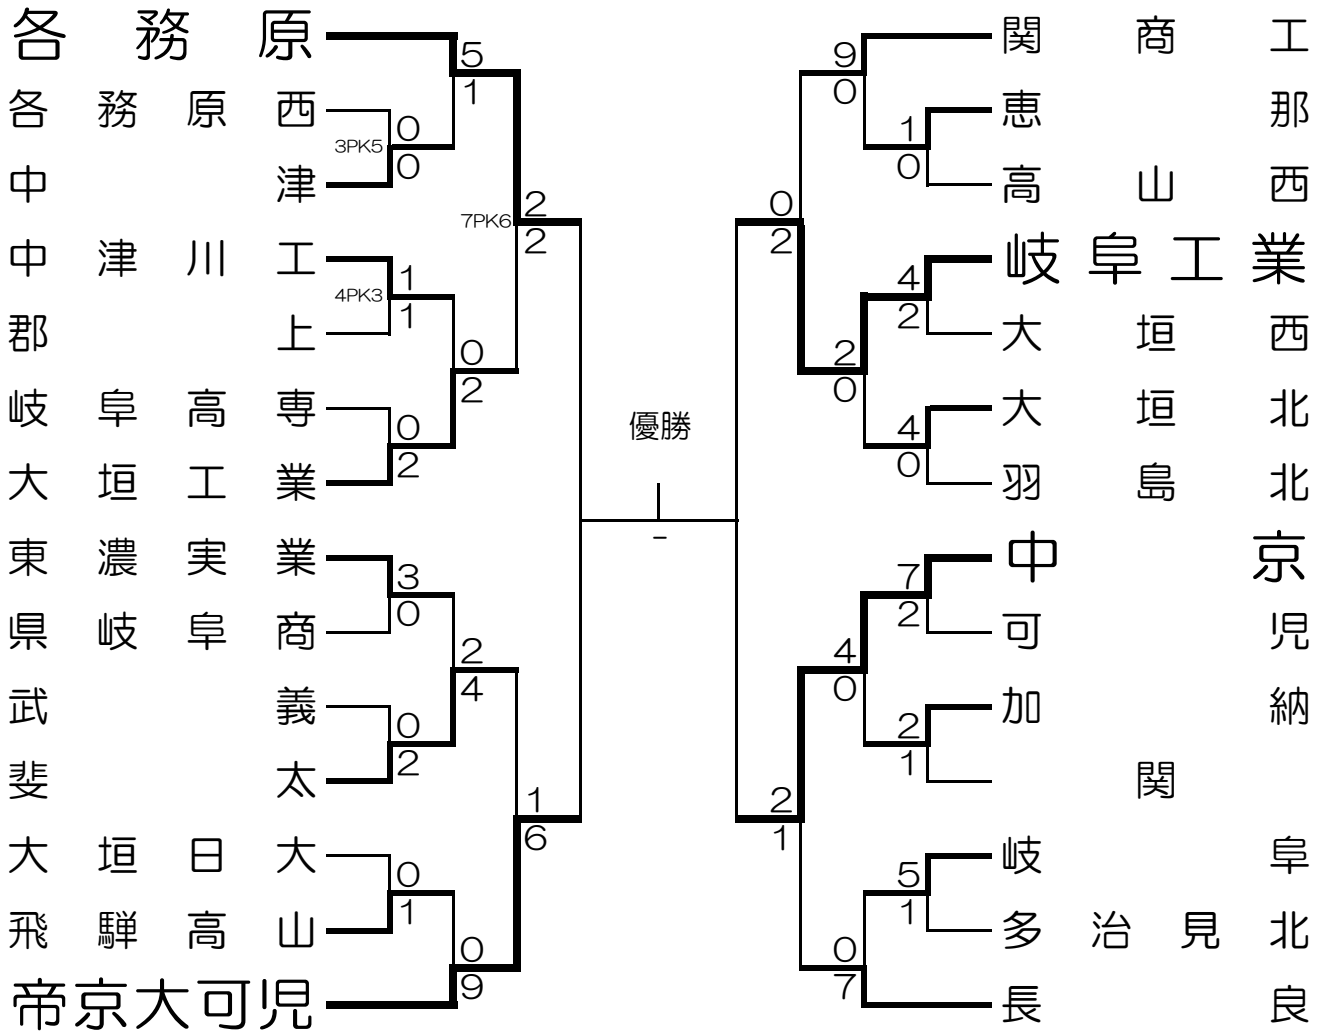 各務原
5
1
各務原西
3PK5
0
0
中津
7PK6
2
2
中津川工
4PK3
1
1
郡上
0
2
岐阜高専
0
2
大垣工業
東濃実業
3
0
県岐阜商
2
4
武義
0
2
斐太
1
6
大垣日大
0
1
飛騨高山
0
9
帝京大可児
優勝
-
関商工
9
0
恵那
1
0
高山西
0
2
岐阜工業
4
2
大垣西
2
0
大垣北
4
0
羽島北
中京
7
2
可児
4
0
加納
2
1
関
2
1
岐阜
5
1
多治見北
0
7
長良